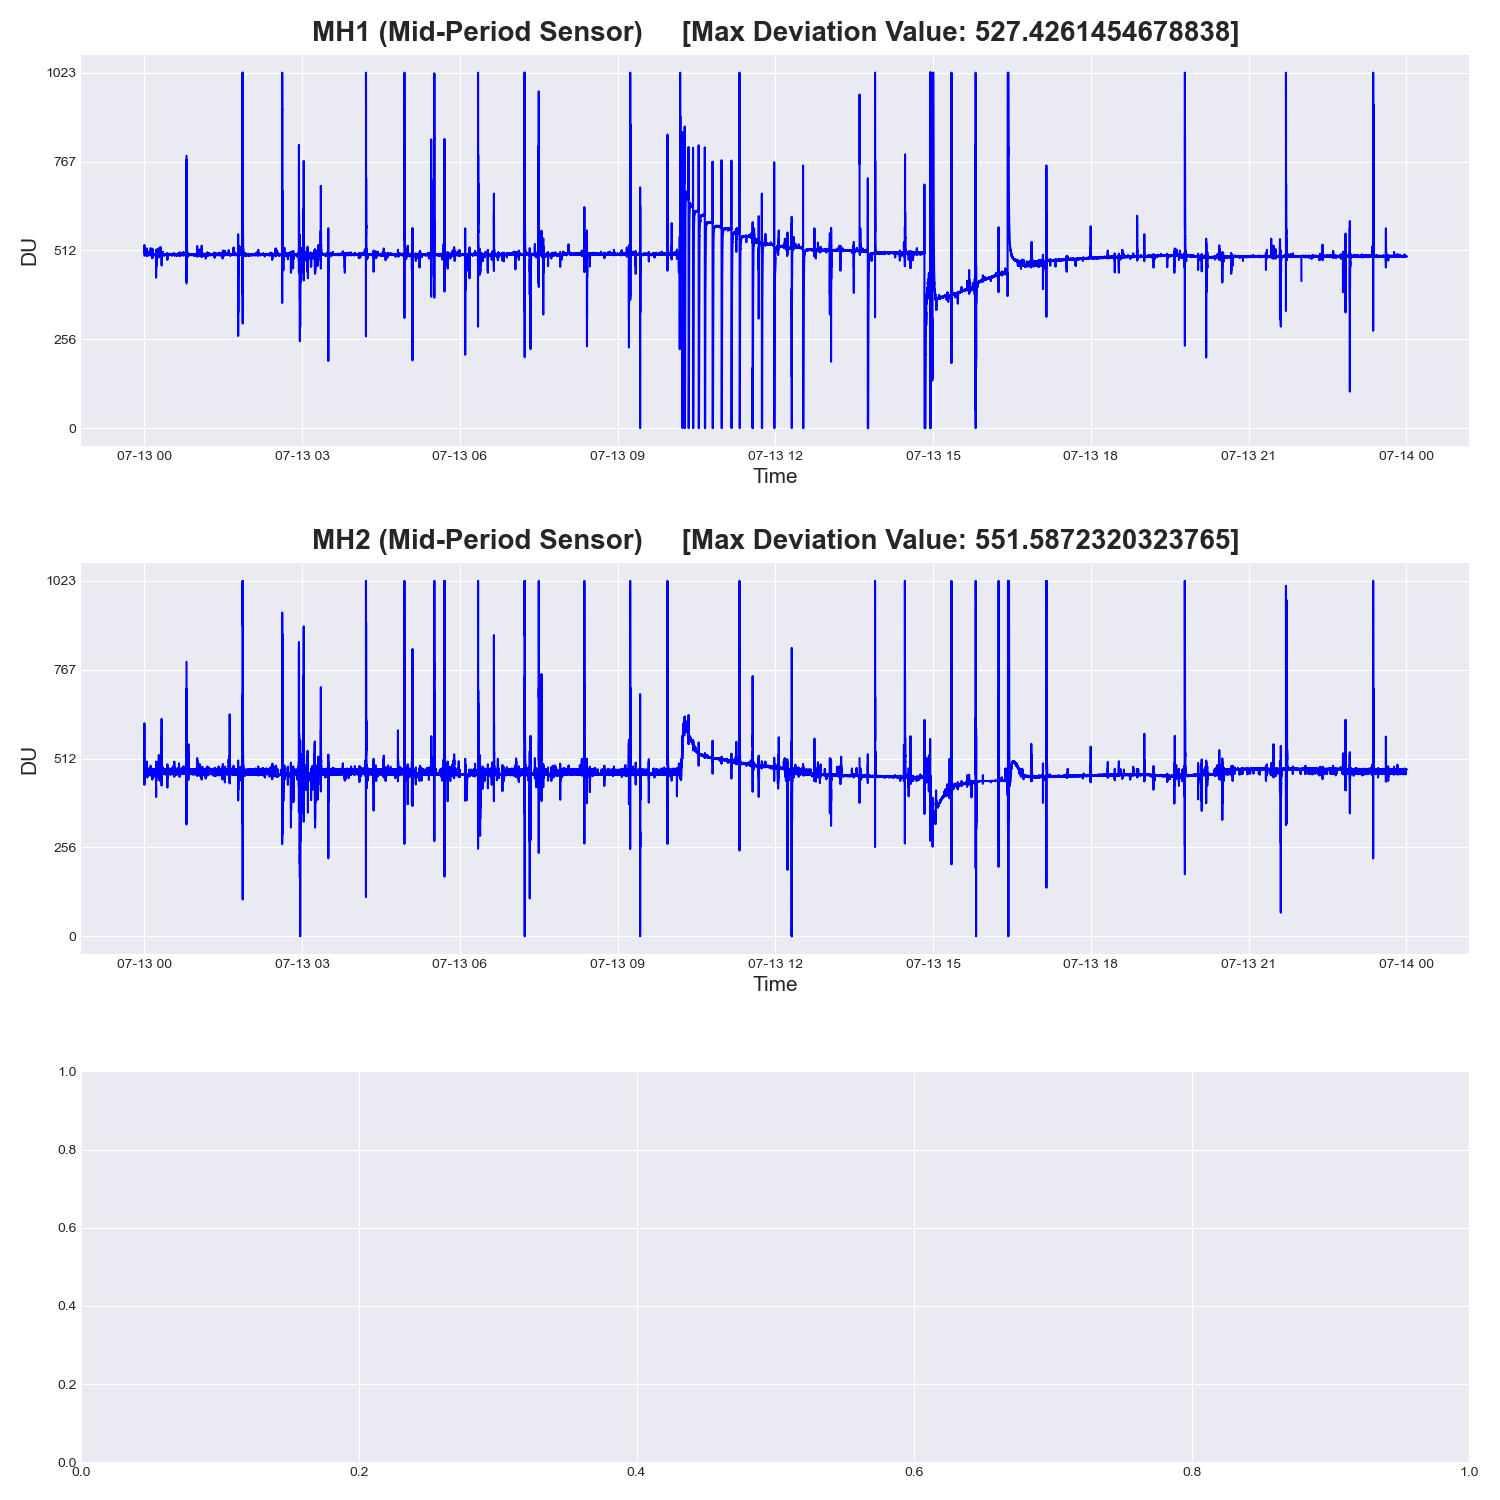 MH1 (Mid-Period Sensor) [Max Deviation Value: 527.4261454678838]
1023
767
512
256
0
DU
07-13 00 07-13 03 07-13 06 07-13 09 07-13 12 07-13 15 07-13 18 07-13 21 07-14 00
Time
MH2 (Mid-Period Sensor) [Max Deviation Value: 551.5872320323765]
1023
767
512
256
0
DU
07-13 00 07-13 03 07-13 06 07-13 09 07-13 12 07-13 15 07-13 18 07-13 21 07-14 00
Time
1.0
0.8
0.6
0.4
0.2
0.0
0.0 0.2 0.4 0.6 0.8 1.0